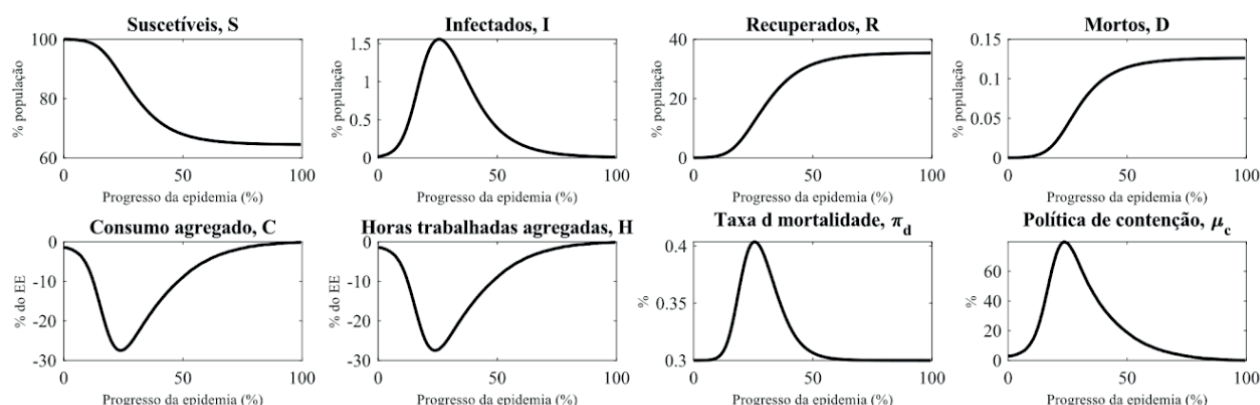 Suscetíveis, S
% população
100
80
60
0 50 100
Progresso da epidemia (%)
Infectados, I
% população
1.5
1
0.5
0
0 50 100
Progresso da epidemia (%)
Recuperados, R
% população
40
20
0
0 50 100
Progresso da epidemia (%)
Mortos, D
% população
0.15
0.1
0.05
0
0 50 100
Progresso da epidemia (%)
Consumo agregado, C
% do EE
0
-10
-20
-30
0 50 100
Progresso da epidemia (%)
Horas trabalhadas agregadas, H
% do EE
0
-10
-20
-30
0 50 100
Progresso da epidemia (%)
Taxa d mortalidade, π_d
%
0.4
0.35
0.3
0 50 100
Progresso da epidemia (%)
Política de contenção, μ_c
%
60
40
20
0
0 50 100
Progresso da epidemia (%)